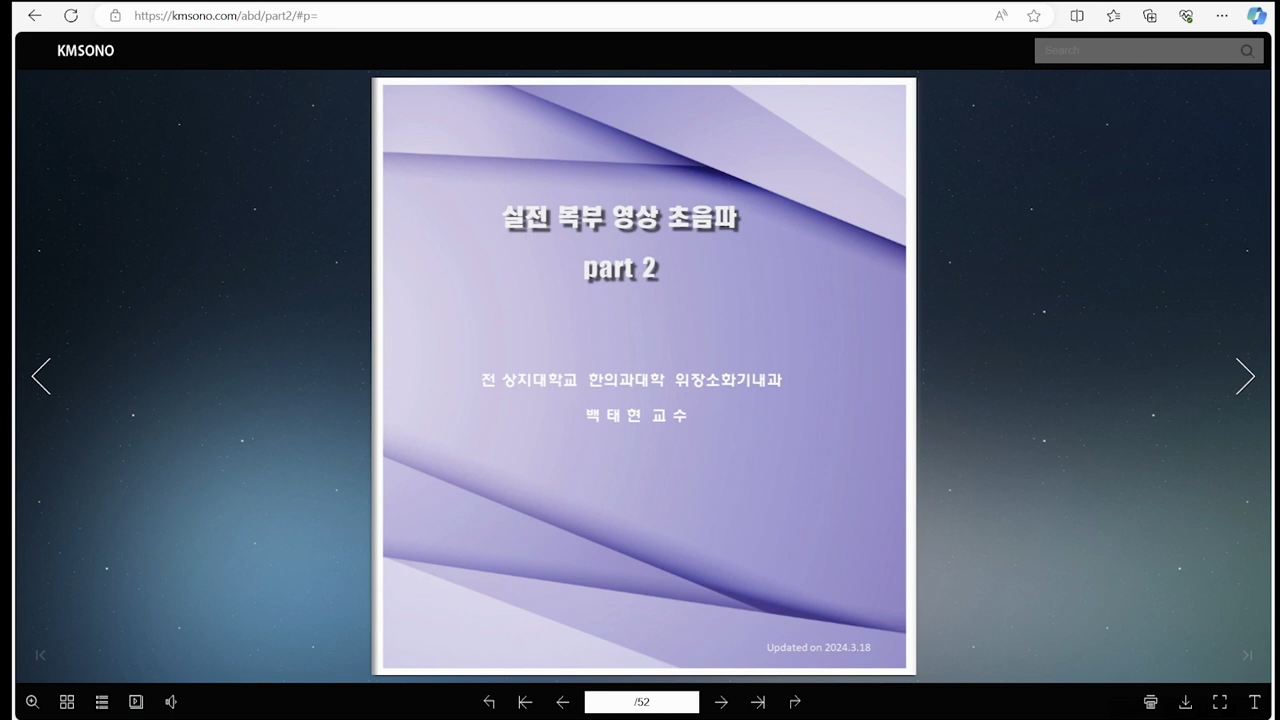 https://kmsono.com/abd/part2/#p=
KMSONO
Search
실전 복부 영상 초음파
part 2
전 상지대학교 한의과대학 위장소화기내과
백 태 현 교 수
Updated on 2024.3.18
/52